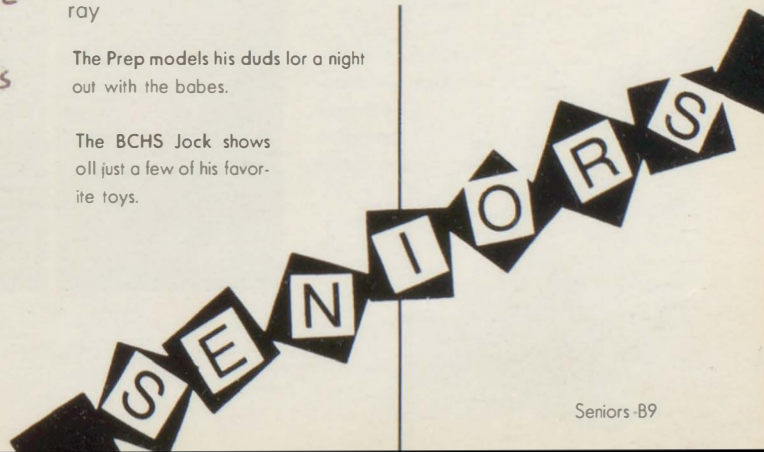 ray
The Prep models his duds lor a night
out with the babes.
The BCHS Jock shows
oll just a few of his favor-
ite toys.
SENIORS
Seniors-B9